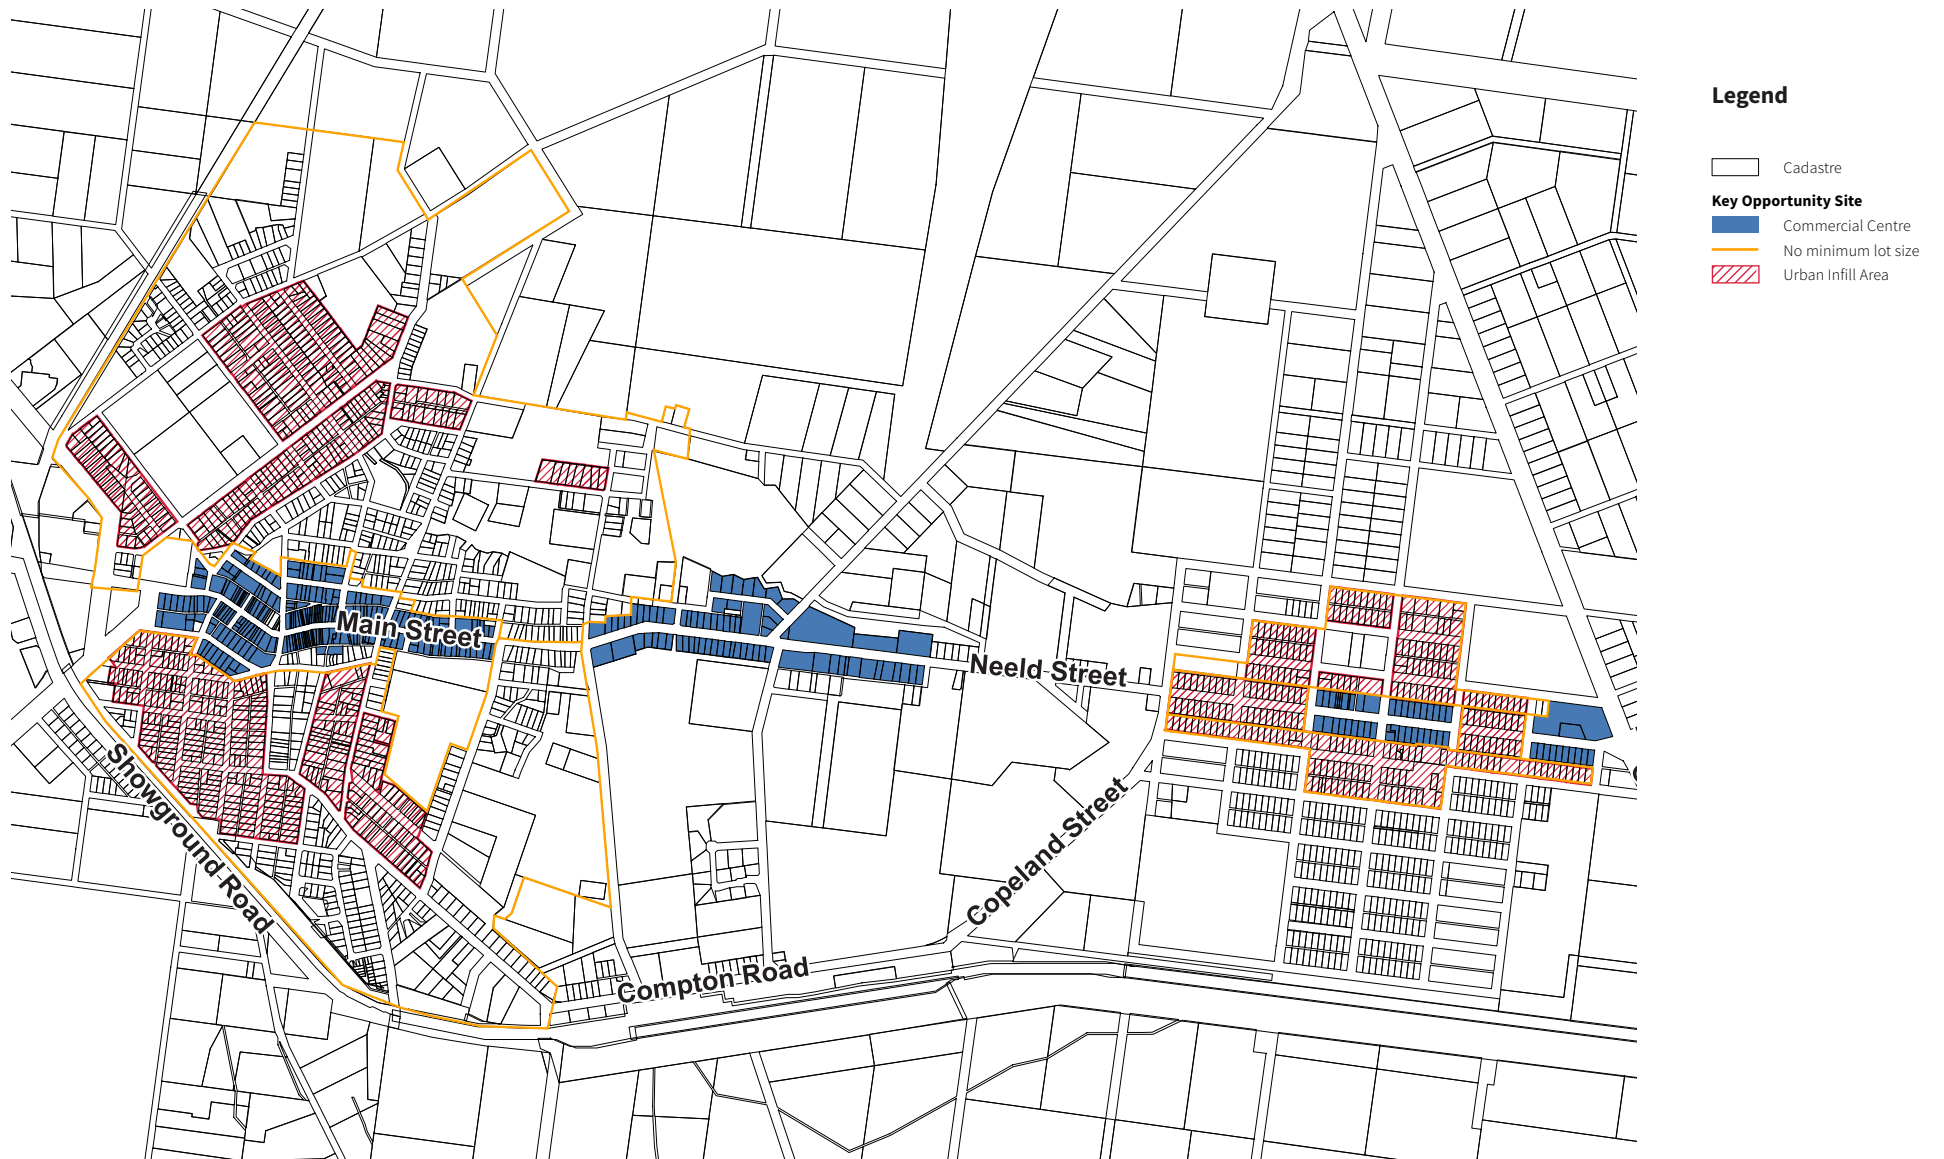 Legend
Cadastre
Key Opportunity Site
Commercial Centre
No minimum lot size
Urban Infill Area
Main Street
Neeld Street
Showground Road
Copeland Street
Compton Road